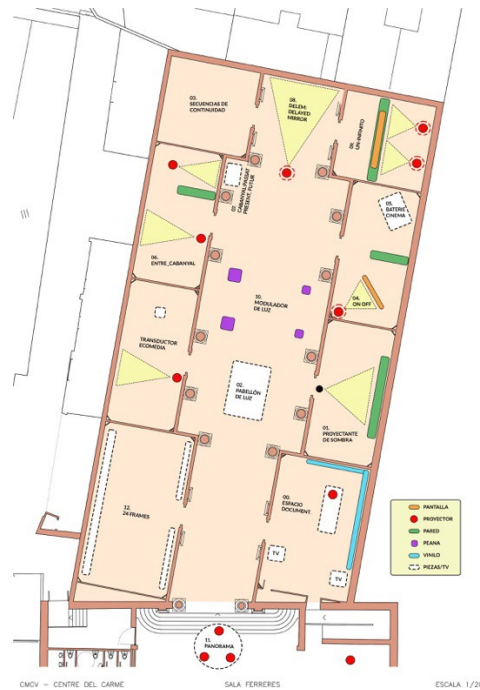 03.
SECUENCIAS DE
CONTINUIDAD
08.
DELEM:
DELAYED
MIRROR
09.
UN-INFINITO
07.
CABANYAL: PASSAT
PRESENT, FUTUR
05.
BATERIE
CINEMA
06.
ENTRE_CABANYAL
04.
ON OFF
10.
MODULADOR
DE LUZ
TRANSDUCTOR
ECOMEDIA
02.
PABELLÓN
DE LUZ
01.
PROYECTANTE
DE SOMBRA
12.
24 FRAMES
00.
ESPACIO
DOCUMENT.
TV
TV
PANTALLA
PROYECTOR
PARED
PEANA
VINILO
PIEZAS/TV
11.
PANORAMA
CMCV - CENTRE DEL CARME
SALA FERRERES